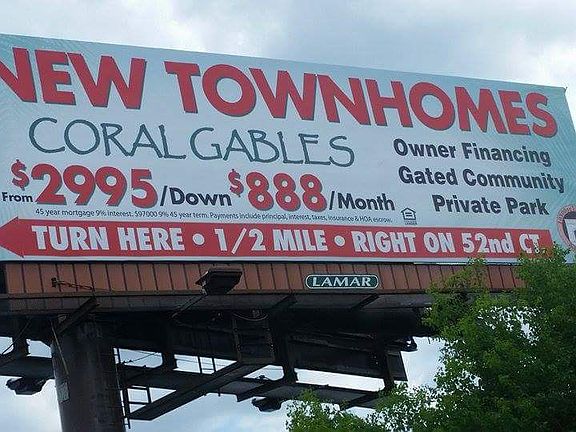 NEW TOWNHOMES
CORAL GABLES
From $2995/Down $888/Month
45 year mortgage 9% interest. $97000 9% 45 year term. Payments include principal, interest, taxes, insurance & HOA escrow.
Owner Financing
Gated Community
Private Park
TURN HERE • 1/2 MILE • RIGHT ON 52nd CT.
LAMAR